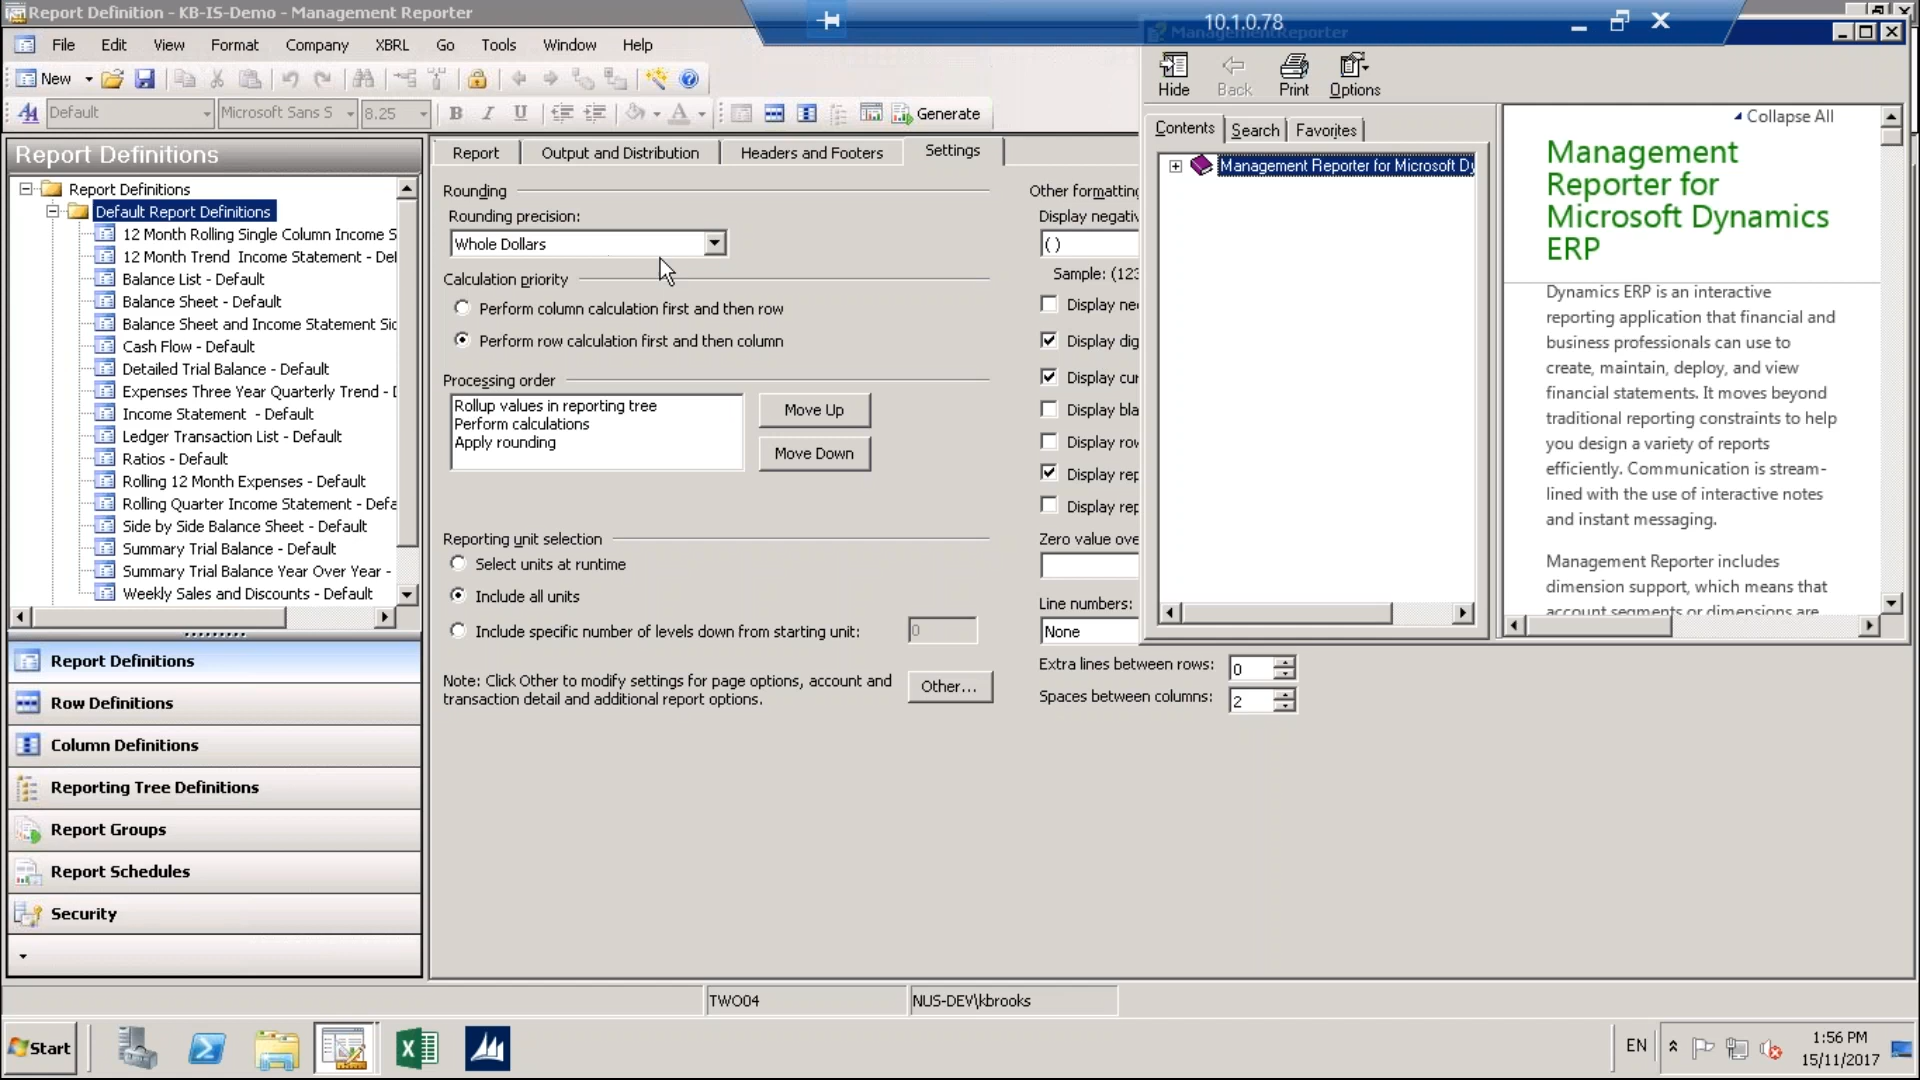 Report Definition - KB-IS-Demo - Management Reporter
10.1.0.78
ManagementReporter
File Edit View Format Company XBRL Go Tools Window Help
New
Default Microsoft Sans S 8.25 B I U A Generate
Hide Back Print Options
Report Definitions
Report Definitions
Default Report Definitions
12 Month Rolling Single Column Income S
12 Month Trend Income Statement - Def
Balance List - Default
Balance Sheet - Default
Balance Sheet and Income Statement Sid
Cash Flow - Default
Detailed Trial Balance - Default
Expenses Three Year Quarterly Trend - D
Income Statement - Default
Ledger Transaction List - Default
Ratios - Default
Rolling 12 Month Expenses - Default
Rolling Quarter Income Statement - Defa
Side by Side Balance Sheet - Default
Summary Trial Balance - Default
Summary Trial Balance Year Over Year -
Weekly Sales and Discounts - Default
Report Definitions
Row Definitions
Column Definitions
Reporting Tree Definitions
Report Groups
Report Schedules
Security
Report Output and Distribution Headers and Footers Settings
Rounding
Rounding precision:
Whole Dollars
Calculation priority
Perform column calculation first and then row
Perform row calculation first and then column
Processing order
Rollup values in reporting tree
Perform calculations
Apply rounding
Move Up
Move Down
Reporting unit selection
Select units at runtime
Include all units
Include specific number of levels down from starting unit: 0
Note: Click Other to modify settings for page options, account and
transaction detail and additional report options.
Other...
Other formatting
Display negativ
( )
Sample: (123
Display ne
Display dig
Display cur
Display bla
Display row
Display rep
Display rep
Zero value ove
Line numbers:
None
Extra lines between rows: 0
Spaces between columns: 2
Contents Search Favorites
Management Reporter for Microsoft Dy
Collapse All
Management
Reporter for
Microsoft Dynamics
ERP
Dynamics ERP is an interactive
reporting application that financial and
business professionals can use to
create, maintain, deploy, and view
financial statements. It moves beyond
traditional reporting constraints to help
you design a variety of reports
efficiently. Communication is stream-
lined with the use of interactive notes
and instant messaging.
Management Reporter includes
dimension support, which means that
account segments or dimensions are
TWO04 NUS-DEV\kbrooks
Start
EN
1:56 PM
15/11/2017